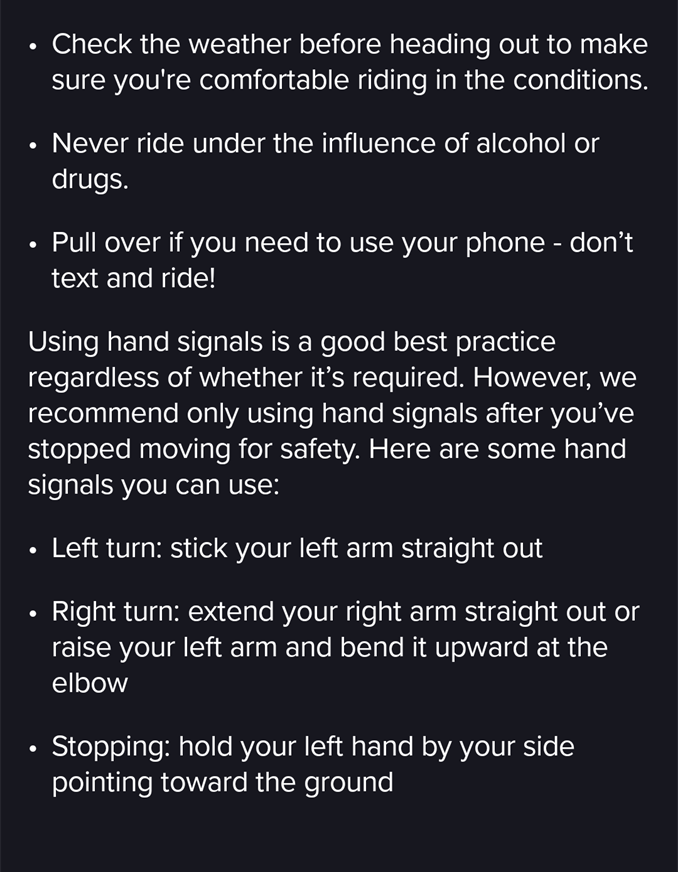 • Check the weather before heading out to make
sure you're comfortable riding in the conditions.
• Never ride under the influence of alcohol or
drugs.
• Pull over if you need to use your phone - don’t
text and ride!
Using hand signals is a good best practice
regardless of whether it’s required. However, we
recommend only using hand signals after you’ve
stopped moving for safety. Here are some hand
signals you can use:
• Left turn: stick your left arm straight out
• Right turn: extend your right arm straight out or
raise your left arm and bend it upward at the
elbow
• Stopping: hold your left hand by your side
pointing toward the ground